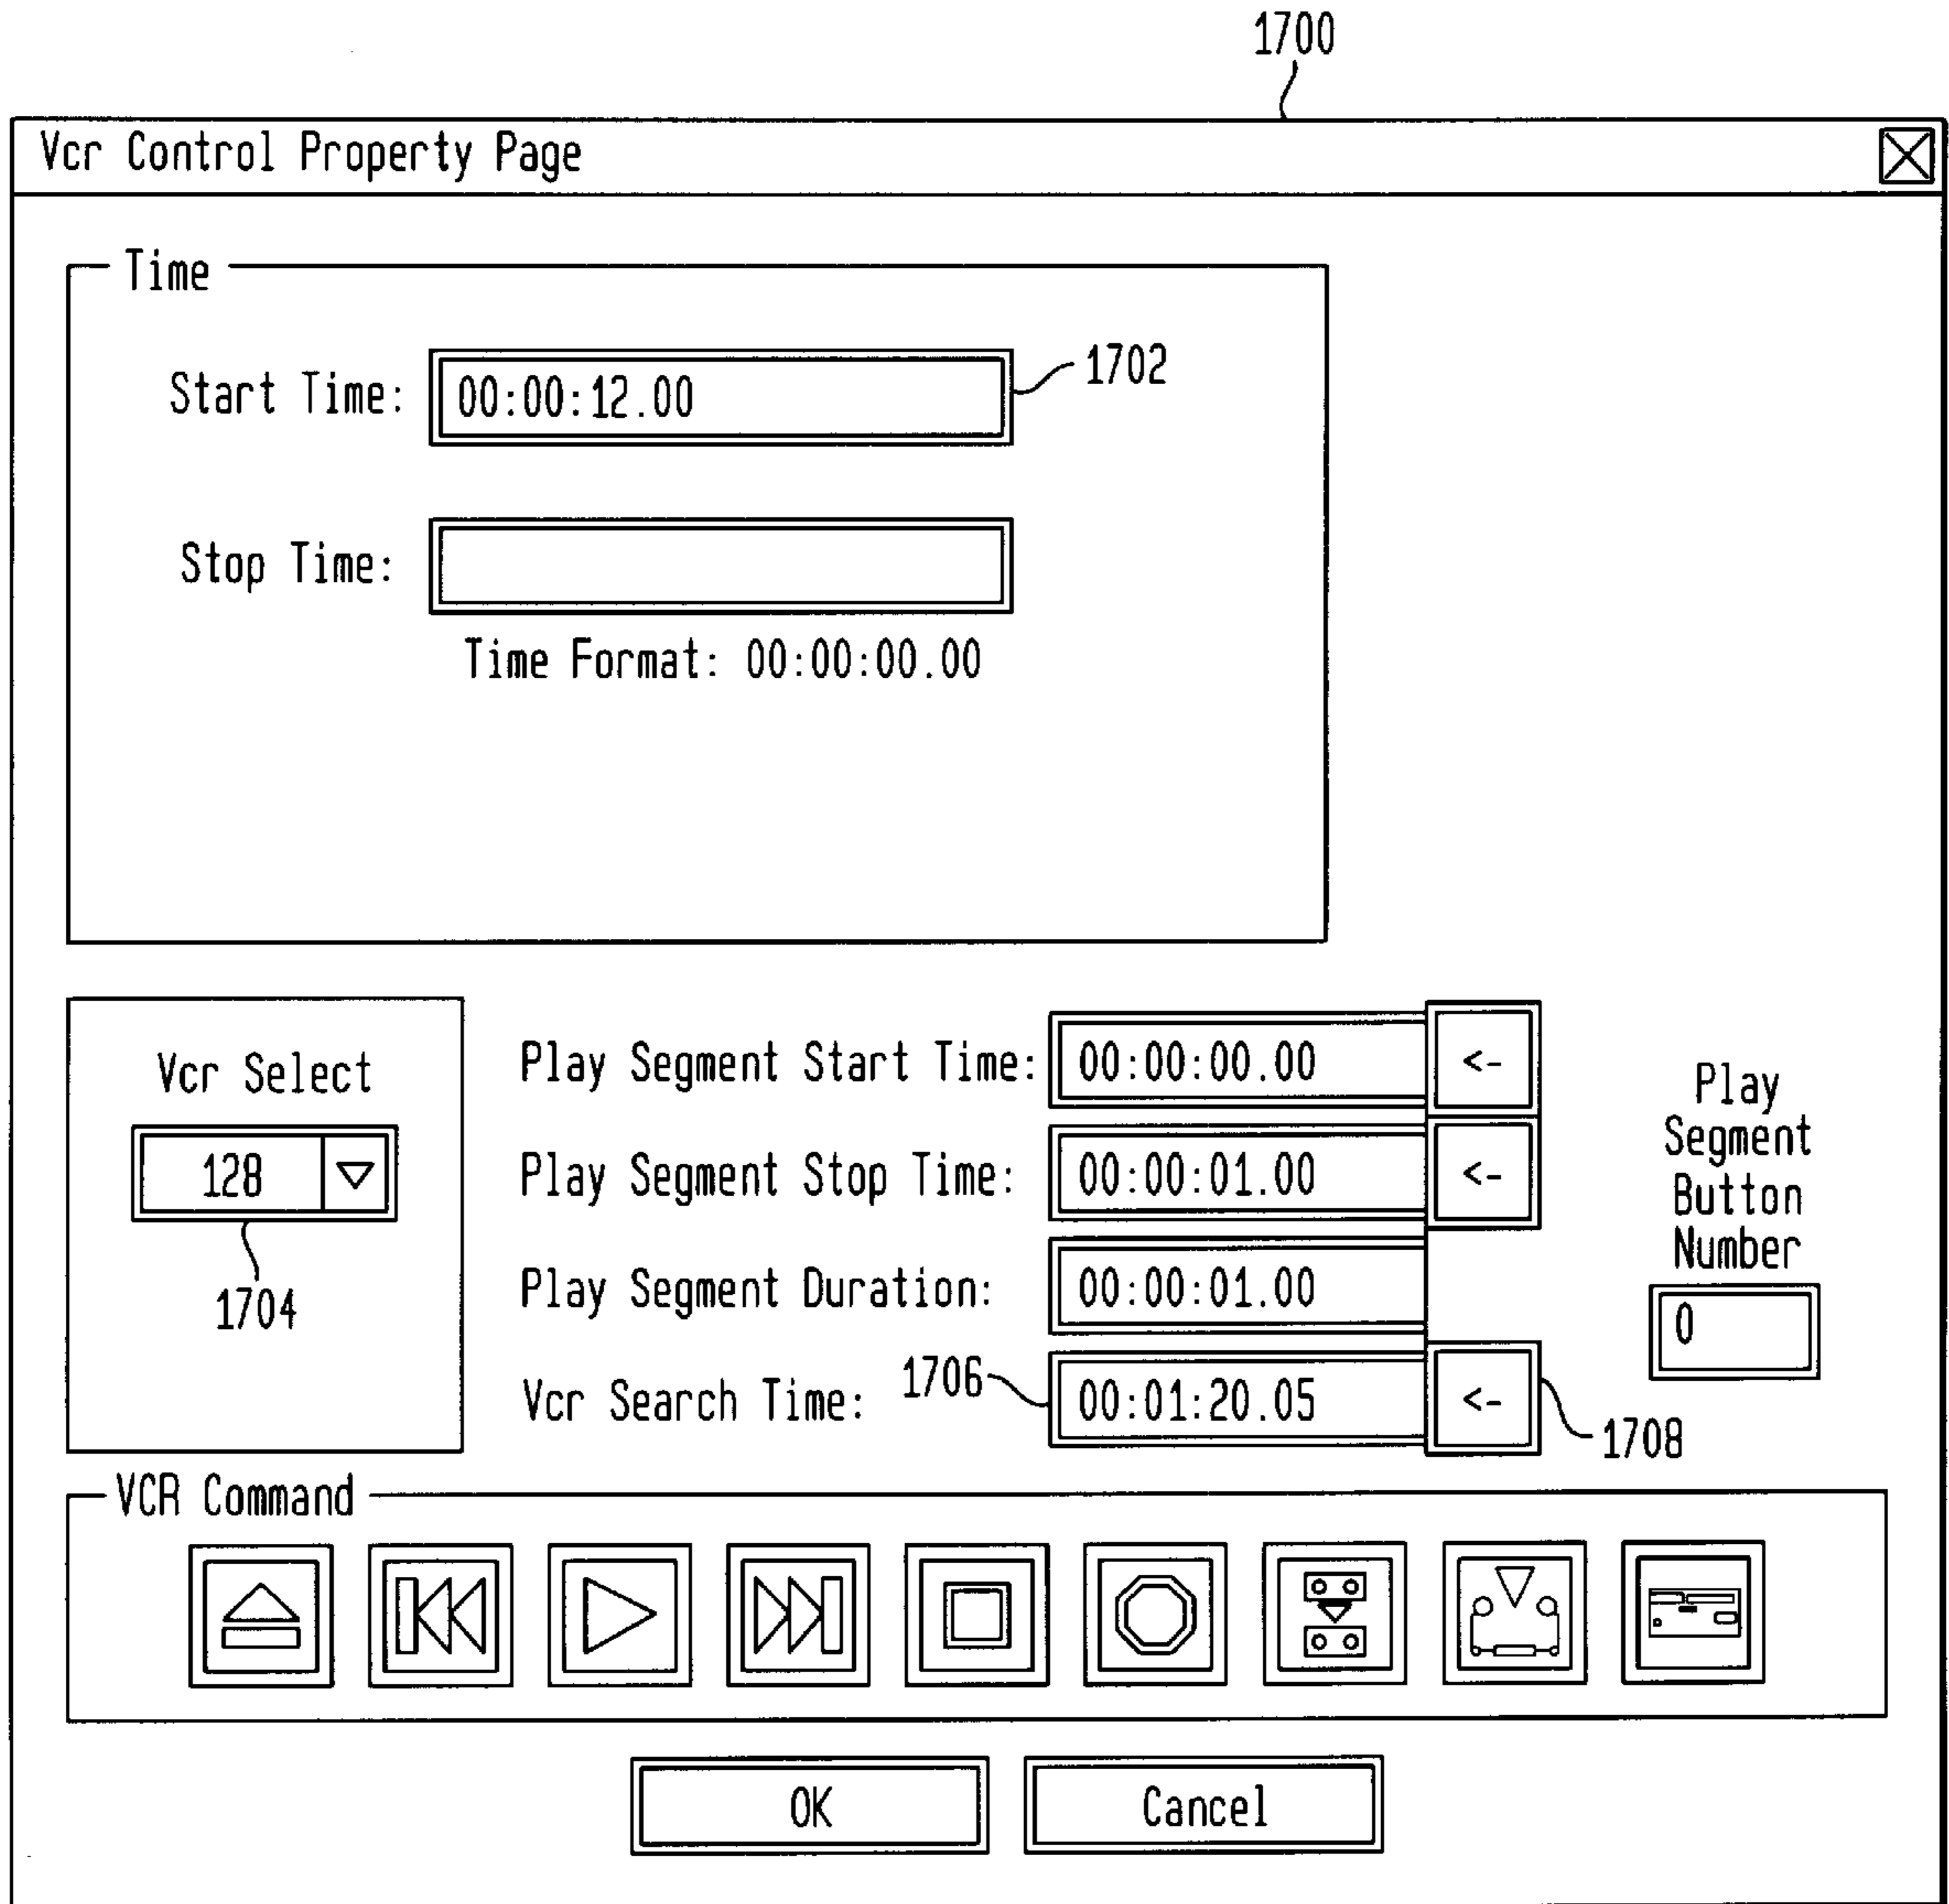 1700
Vcr Control Property Page
Time
Start Time: 00:00:12.00
1702
Stop Time:
Time Format: 00:00:00.00
Vcr Select
128
1704
Play Segment Start Time: 00:00:00.00 <-
Play Segment Stop Time: 00:00:01.00 <-
Play Segment Duration: 00:00:01.00
Vcr Search Time: 1706 00:01:20.05 <-
1708
Play
Segment
Button
Number
0
VCR Command
OK
Cancel